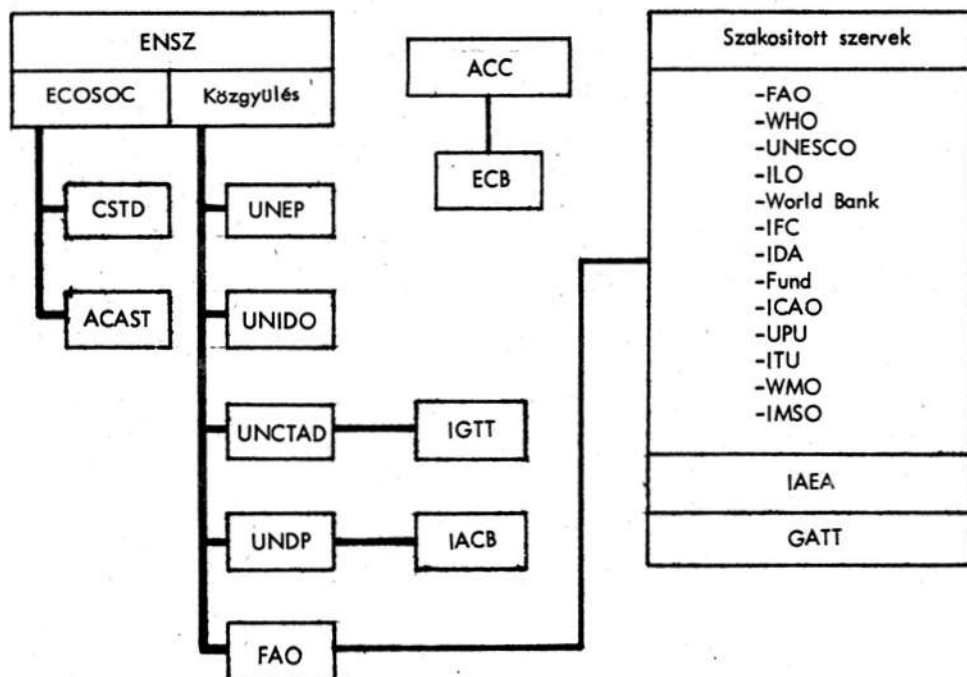 ENSZ
ECOSOC
Közgyülés
CSTD
UNEP
ACAST
UNIDO
UNCTAD
IGTT
UNDP
IACB
FAO
ACC
ECB
Szakositott szervek
-FAO
-WHO
-UNESCO
-ILO
-World Bank
-IFC
-IDA
-Fund
-ICAO
-UPU
-ITU
-WMO
-IMSO
IAEA
GATT